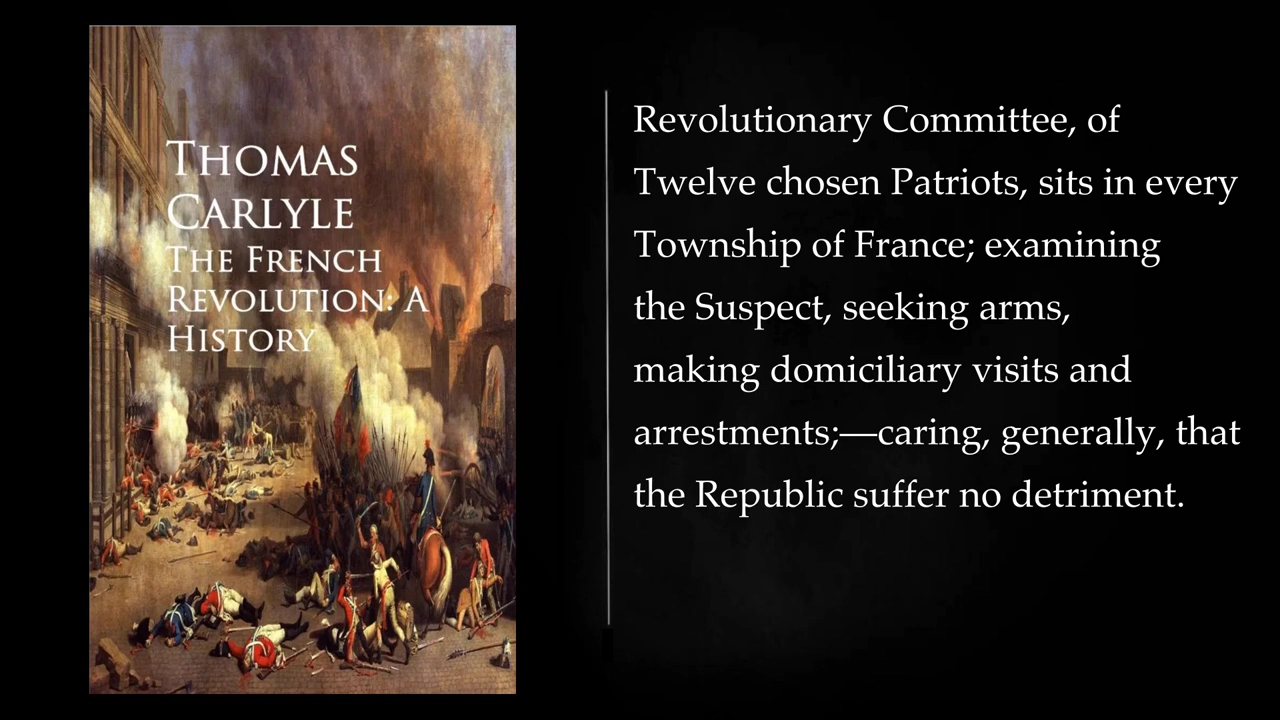 THOMAS
CARLYLE
THE FRENCH
REVOLUTION: A
HISTORY
Revolutionary Committee, of
Twelve chosen Patriots, sits in every
Township of France; examining
the Suspect, seeking arms,
making domiciliary visits and
arrestments;—caring, generally, that
the Republic suffer no detriment.